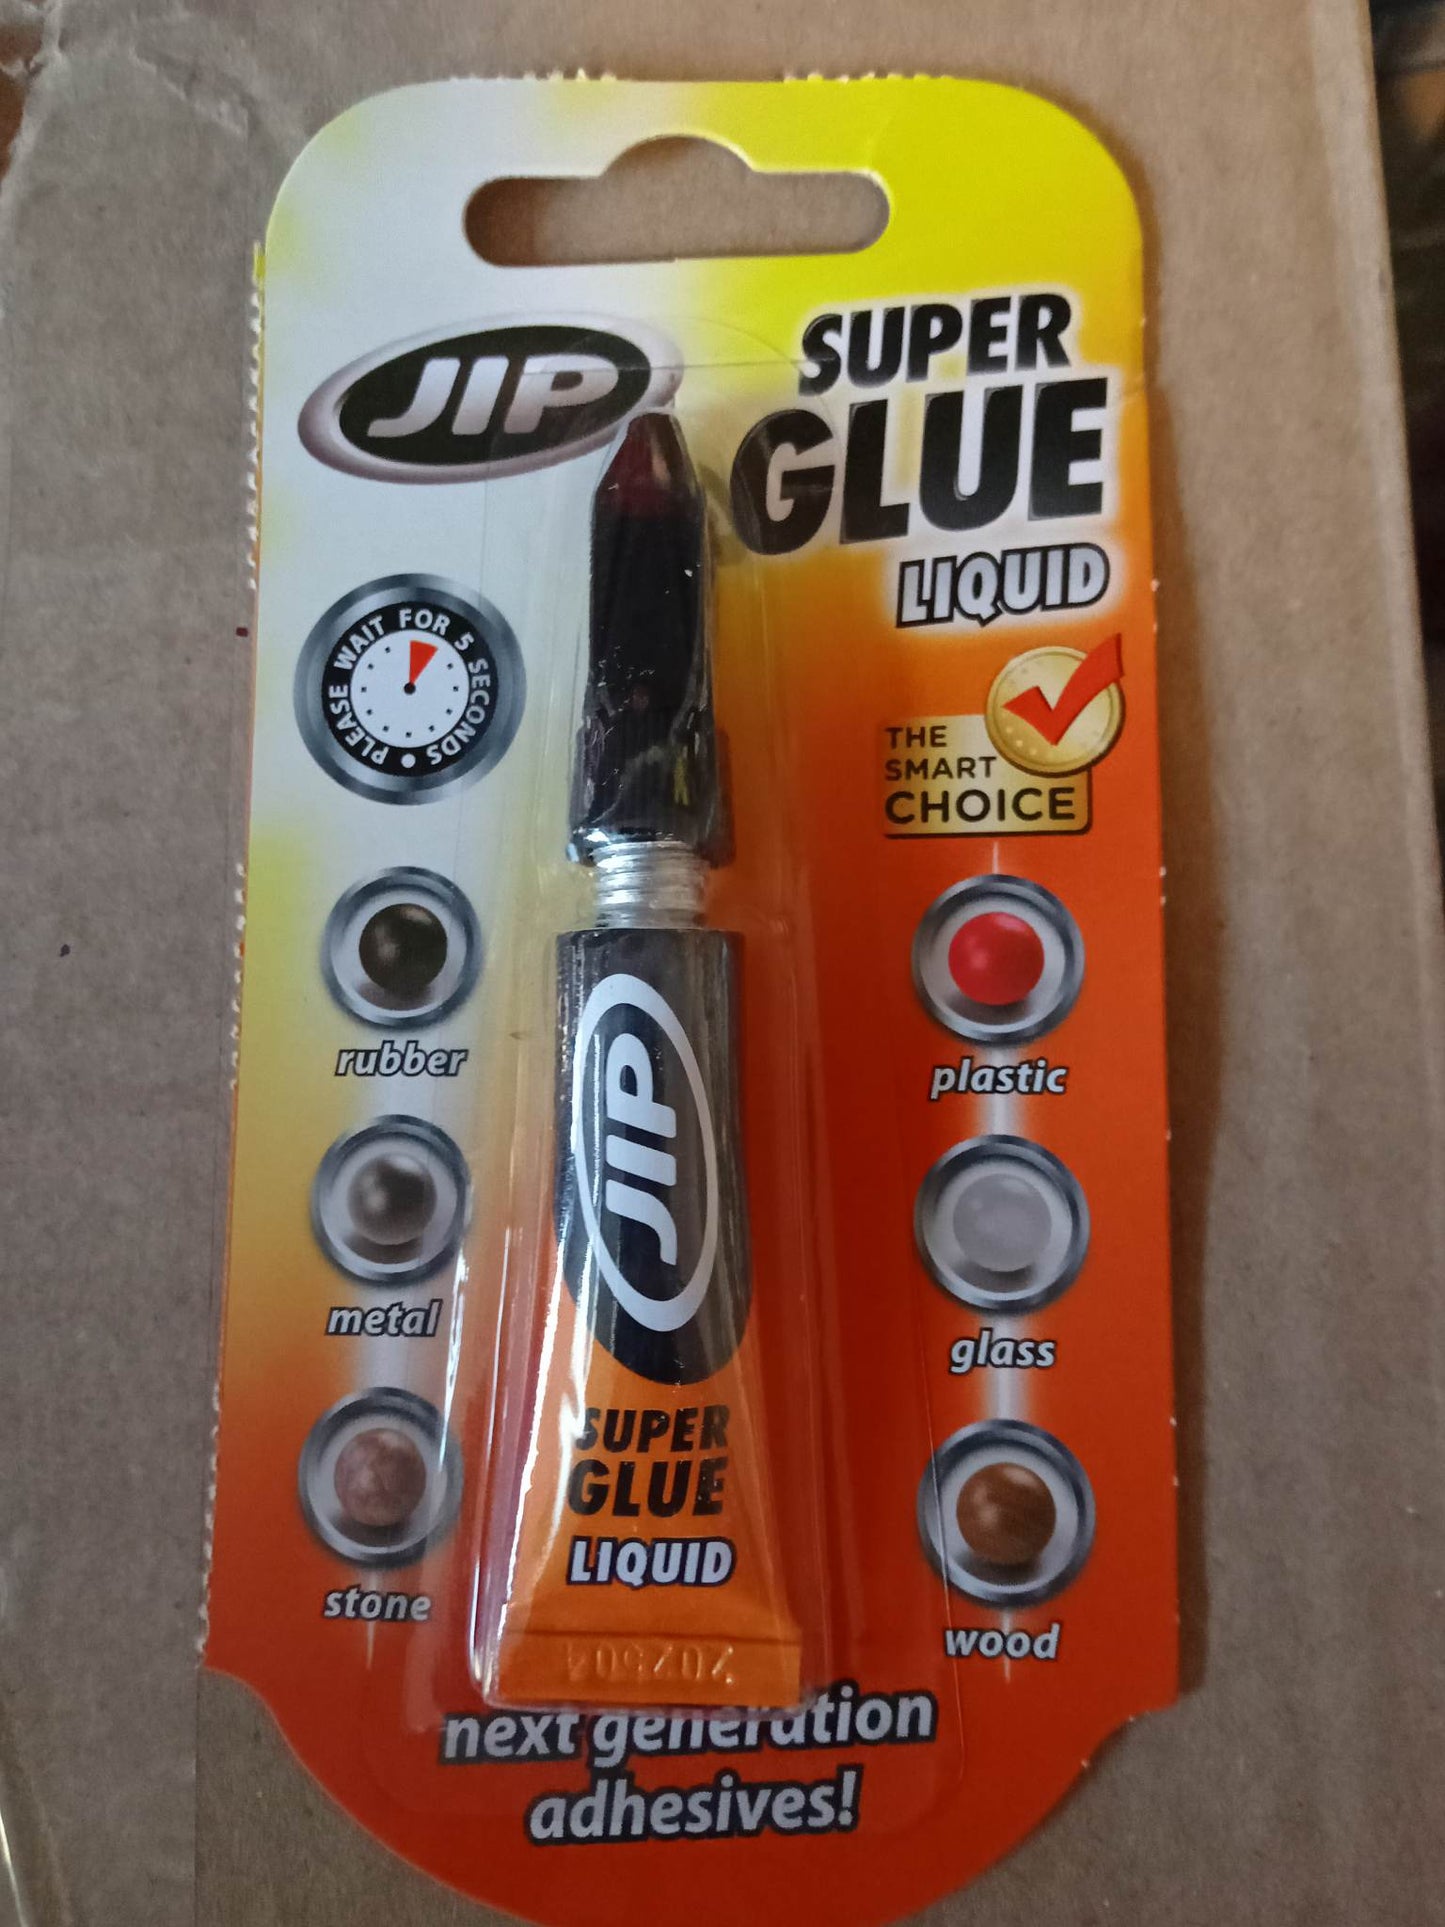 JIP
SUPER
GLUE
LIQUID
PLEASE WAIT FOR 5 SECONDS
THE
SMART
CHOICE
rubber
plastic
metal
glass
stone
wood
JIP
SUPER
GLUE
LIQUID
202504
next generation
adhesives!